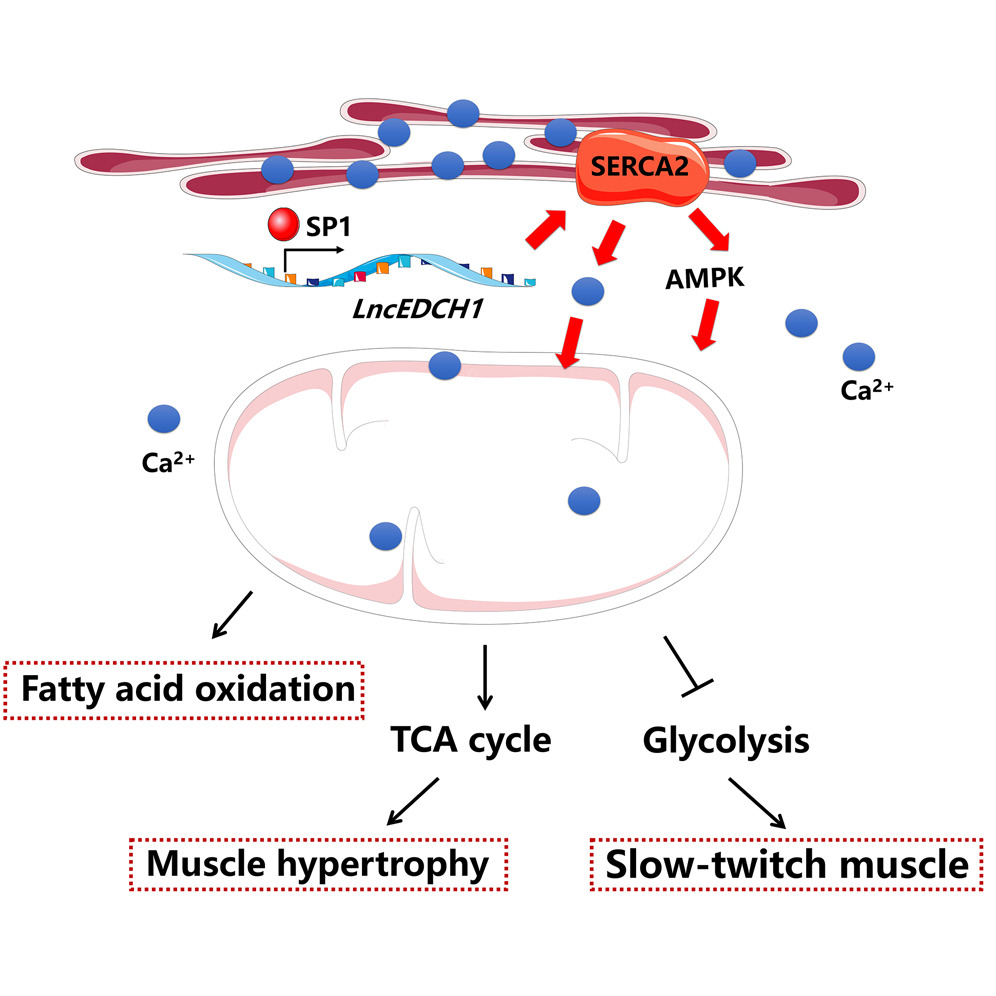 SERCA2
SP1
AMPK
LncEDCH1
Ca²⁺
Ca²⁺
Fatty acid oxidation
TCA cycle
Glycolysis
Muscle hypertrophy
Slow-twitch muscle